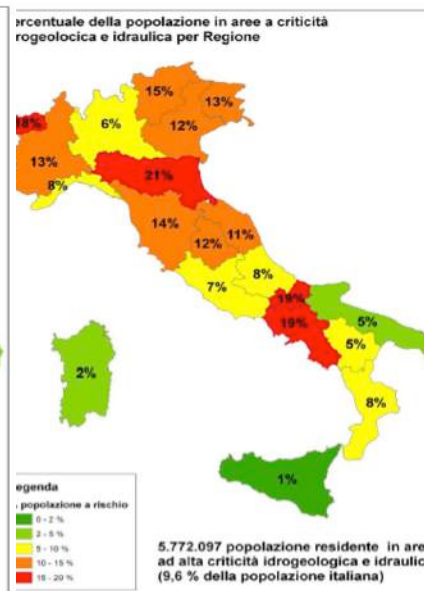 ercentuale della popolazione in aree a criticità
rogeolocica e idraulica per Regione
15%
13%
6%
12%
18%
13%
8%
21%
14%
12%
11%
7%
8%
19%
5%
5%
2%
8%
1%
egenda
popolazione a rischio
0 - 2 %
2 - 5 %
5 - 10 %
10 - 15 %
15 - 20 %
5.772.097 popolazione residente in are
ad alta criticità idrogeologica e idraulic
(9,6 % della popolazione italiana)